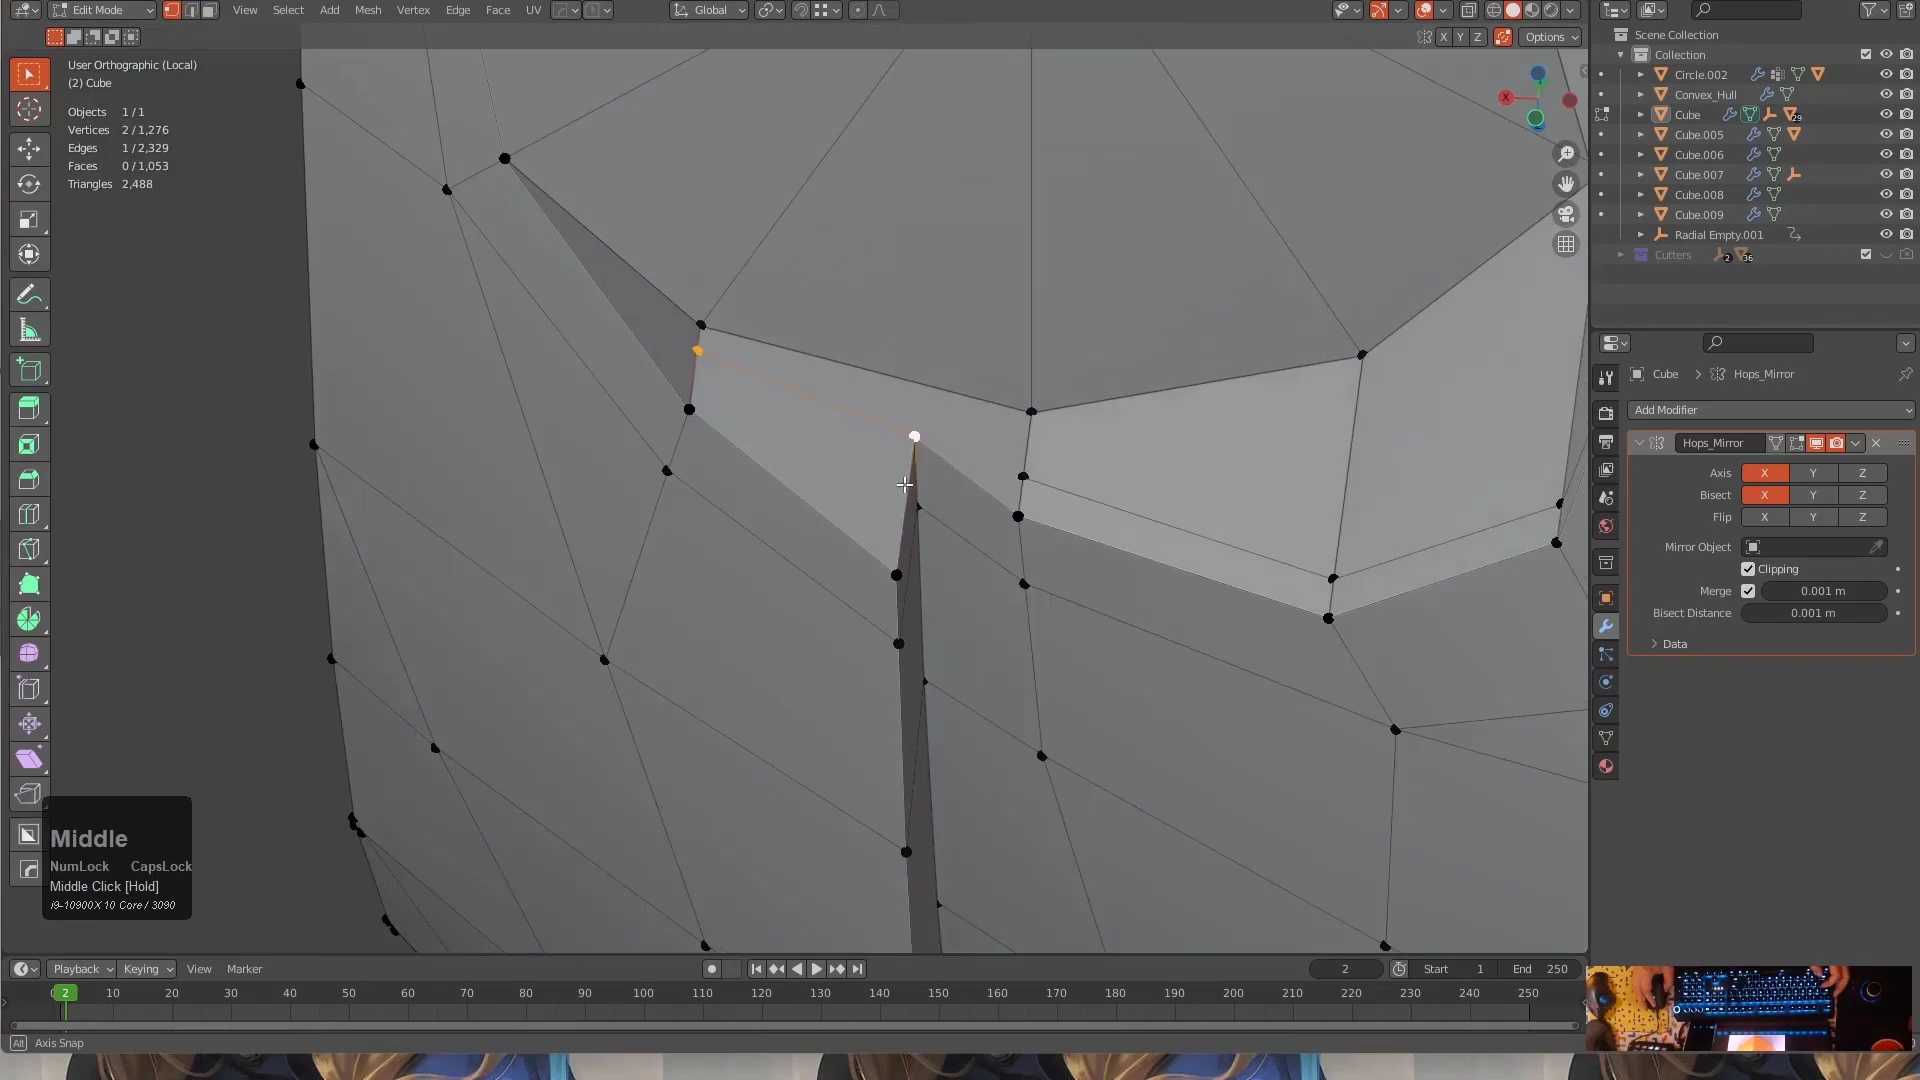 Edit Mode
View
Select
Add
Mesh
Vertex
Edge
Face
UV
Global
X
Y
Z
Options
User Orthographic (Local)
(2) Cube
Objects 1/1
Vertices 2/1,276
Edges 1/2,329
Faces 0/1,053
Triangles 2,488
X
Scene Collection
Collection
Circle.002
Convex_Hull
Cube
29
Cube.005
Cube.006
Cube.007
Cube.008
Cube.009
Radial Empty.001
Cutters
2
36
Cube > Hops_Mirror
Add Modifier
Hops_Mirror
Axis X Y Z
Bisect X Y Z
Flip X Y Z
Mirror Object
Clipping
Merge 0.001 m
Bisect Distance 0.001 m
Data
Middle
NumLock CapsLock
Middle Click [Hold]
i9-10900X 10 Core / 3090
Playback
Keying
View
Marker
2
Start 1
End 250
2 10 20 30 40 50 60 70 80 90 100 110 120 130 140 150 160 170 180 190 200 210 220 230 240 250
Alt Axis Snap